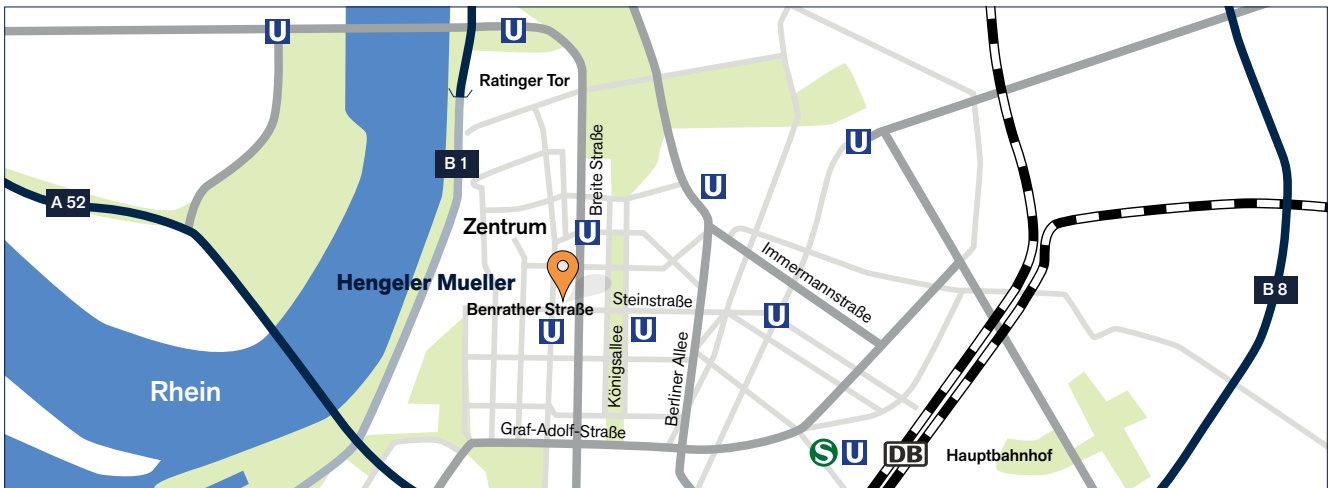 U
U
Ratinger Tor
U
B 1
Breite Straße
U
A 52
Zentrum
U
Immermannstraße
Hengeler Mueller
B 8
Steinstraße
Benrather Straße
U
U
U
Königsallee
Berliner Allee
Rhein
Graf-Adolf-Straße
S
U
DB
Hauptbahnhof